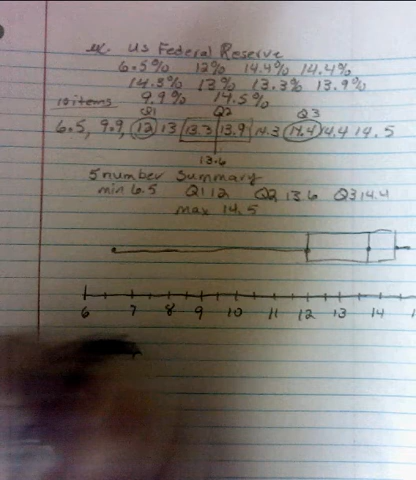 ex. US Federal Reserve
6.5% 12% 14.4% 14.4%
14.3% 13% 13.3% 13.9%
10 items 9.9% 14.5%
Q1 Q2 Q3
6.5, 9.9, 12 13 13.3 13.9 14.3 14.4 14.4 14.5
13.6
5 number Summary
min 6.5 Q1 12 Q2 13.6 Q3 14.4
max 14.5
6 7 8 9 10 11 12 13 14